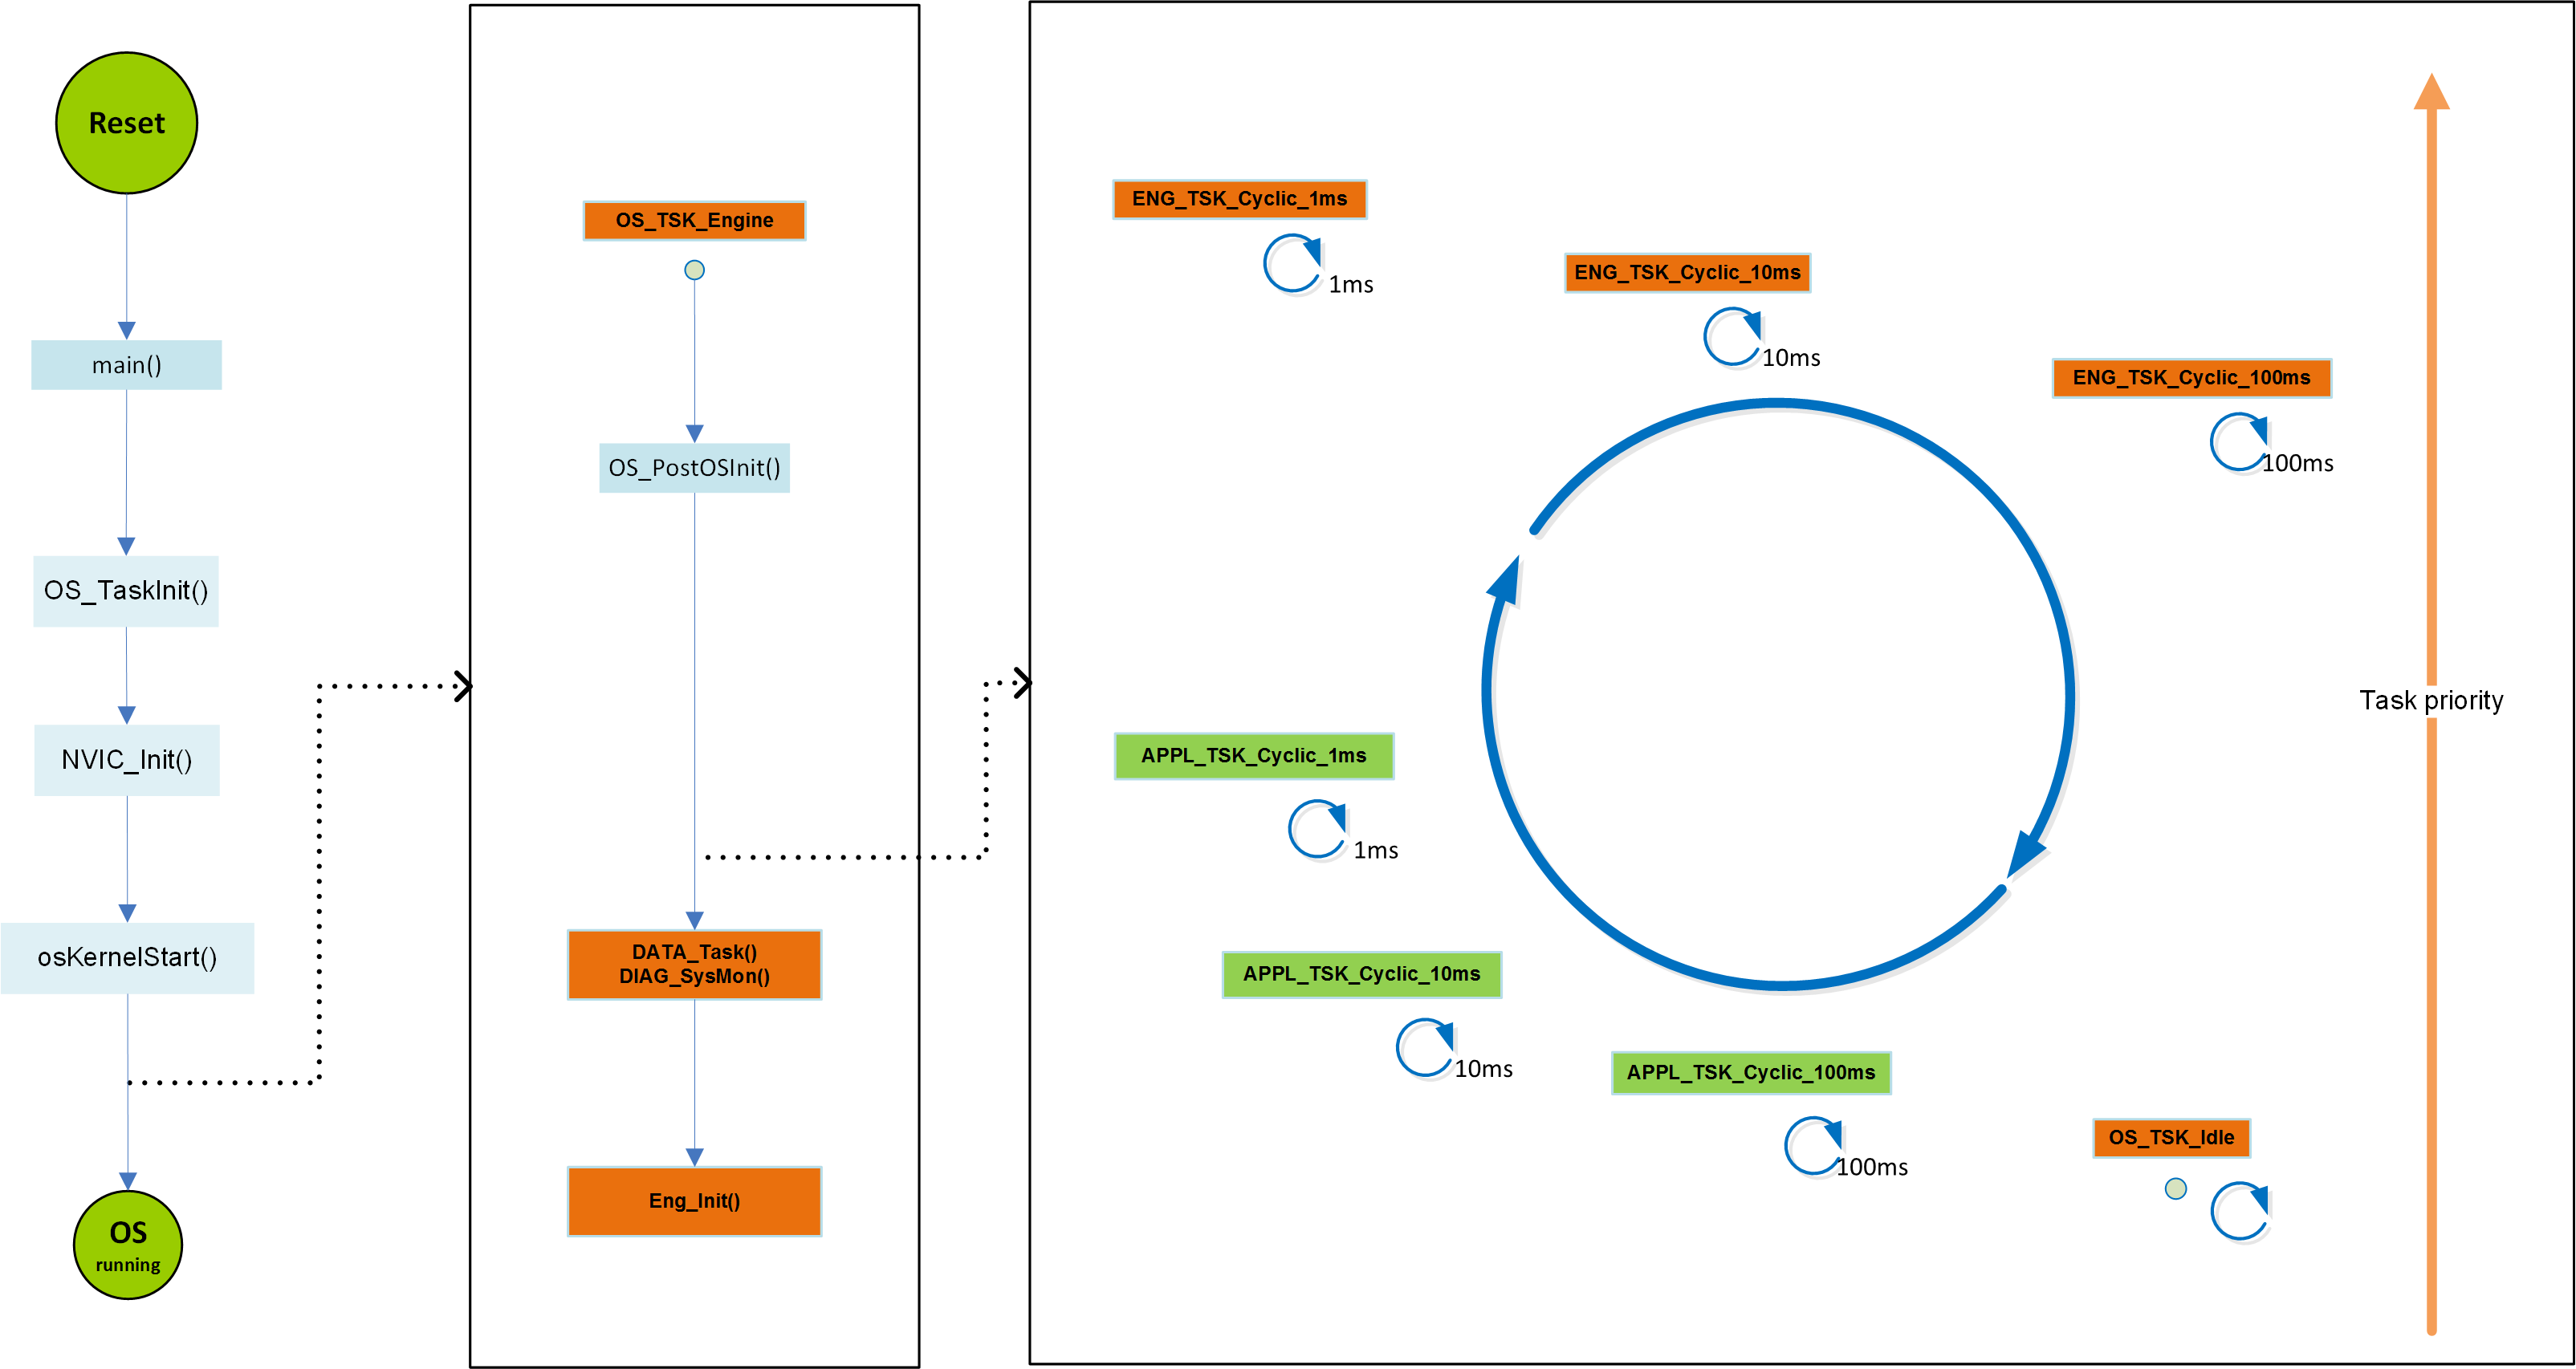 Reset
main()
OS_TaskInit()
NVIC_Init()
osKernelStart()
OS
running
OS_TSK_Engine
OS_PostOSInit()
DATA_Task()
DIAG_SysMon()
Eng_Init()
ENG_TSK_Cyclic_1ms
1ms
ENG_TSK_Cyclic_10ms
10ms
ENG_TSK_Cyclic_100ms
100ms
APPL_TSK_Cyclic_1ms
1ms
APPL_TSK_Cyclic_10ms
10ms
APPL_TSK_Cyclic_100ms
100ms
OS_TSK_Idle
Task priority